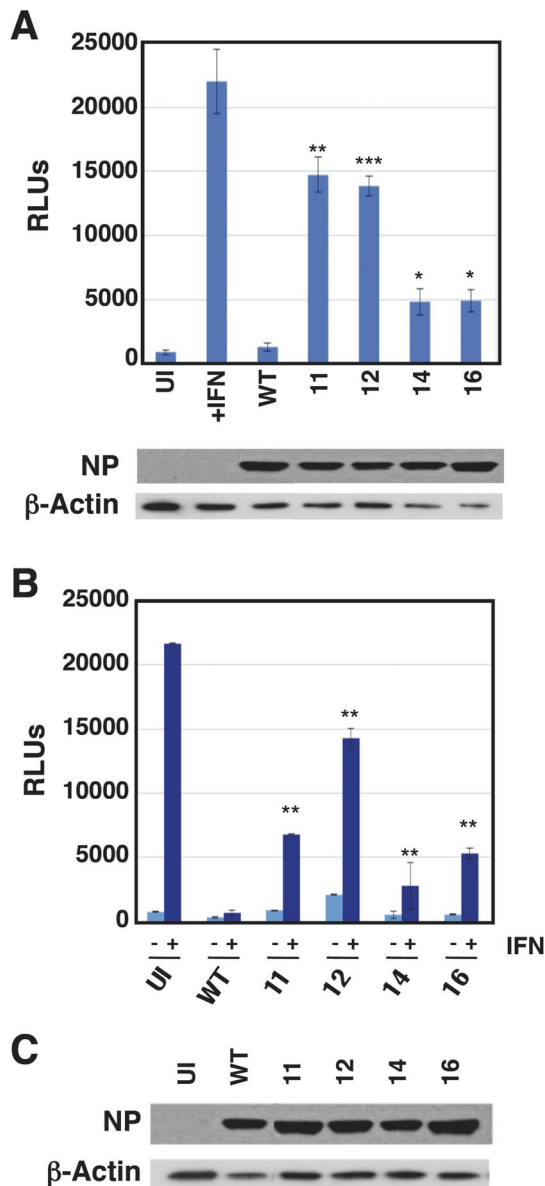 A
25000
20000
15000
10000
5000
0
RLUs
** *** * *
UI +IFN WT 11 12 14 16
NP
β-Actin
B
25000
20000
15000
10000
5000
0
RLUs
** ** ** **
- + - + - + - + - + - + IFN
UI WT 11 12 14 16
C
UI WT 11 12 14 16
NP
β-Actin